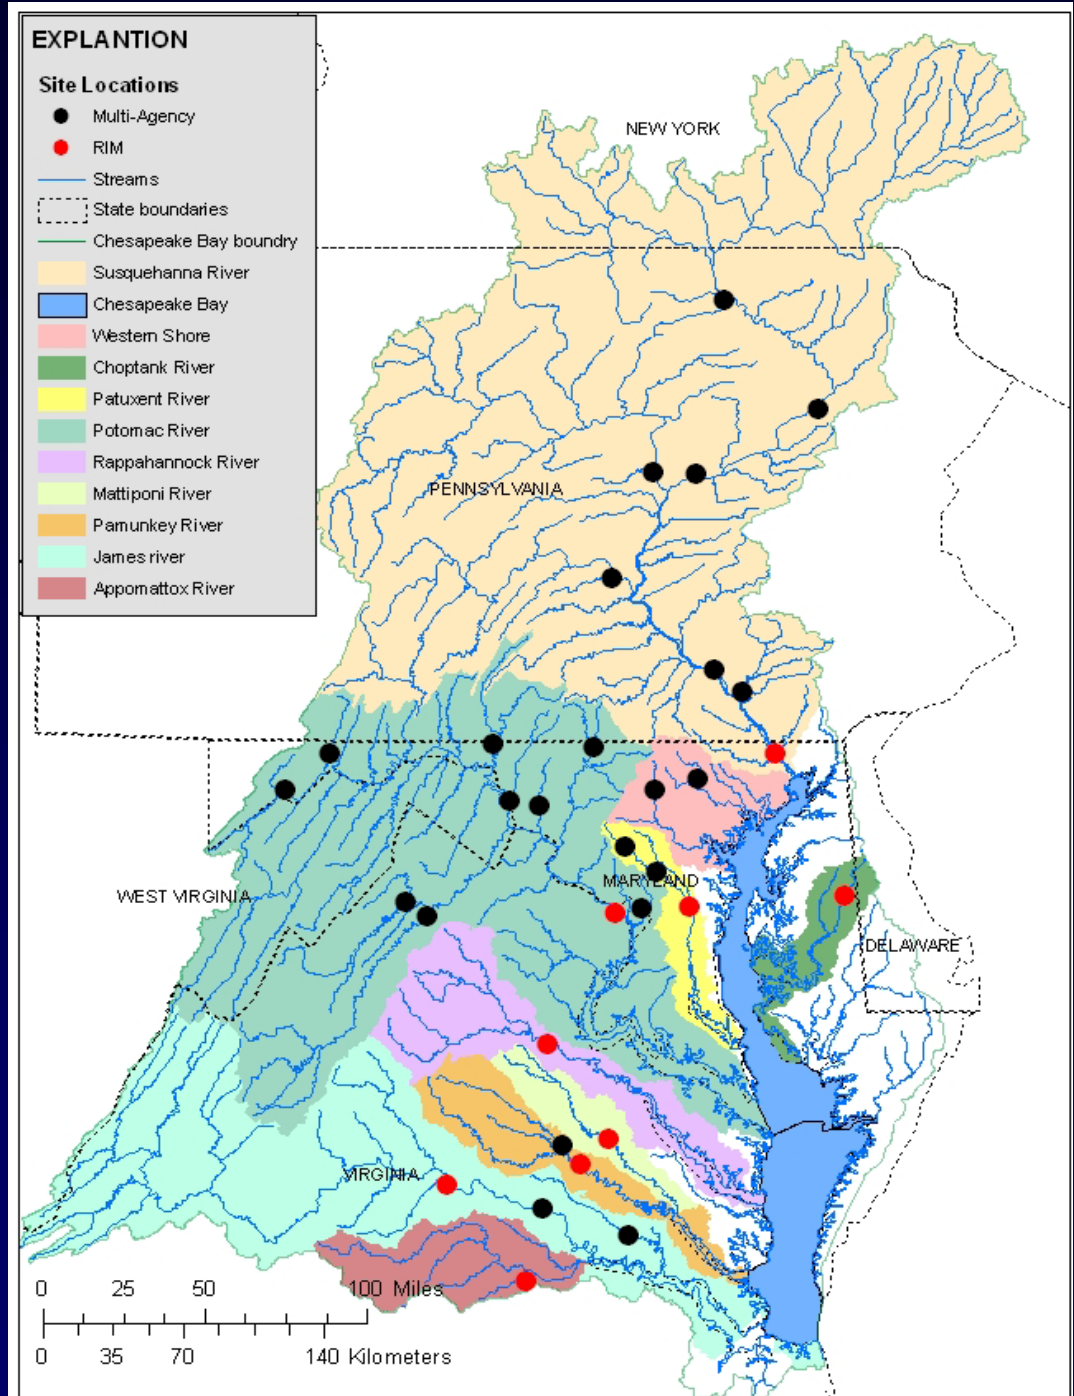 EXPLANTION
Site Locations
Multi-Agency
RIM
Streams
State boundaries
Chesapeake Bay boundry
Susquehanna River
Chesapeake Bay
Western Shore
Choptank River
Patuxent River
Potomac River
Rappahannock River
Mattiponi River
Pamunkey River
James river
Appomattox River
NEW YORK
PENNSYLVANIA
MARYLAND
WEST VIRGINIA
DELAWARE
VIRGINIA
0 25 50 100 Miles
0 35 70 140 Kilometers